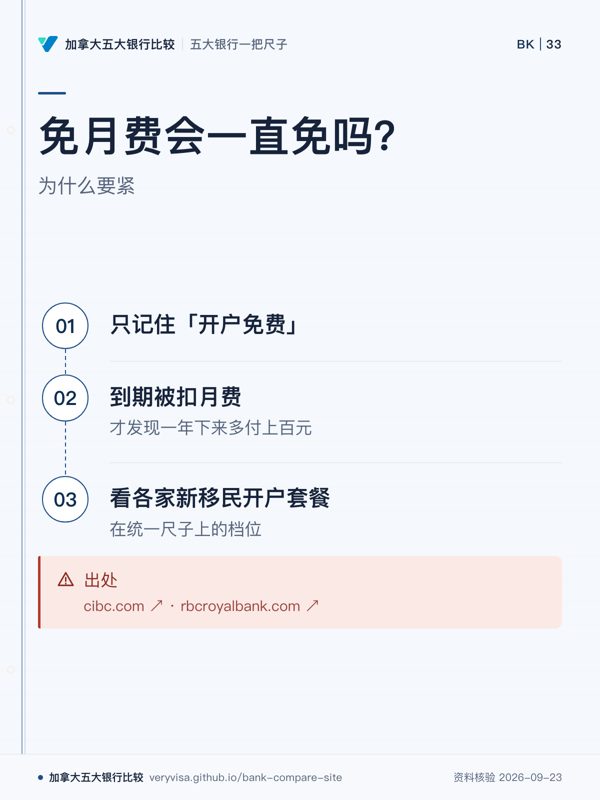 加拿大五大银行比较 | 五大银行一把尺子
BK | 33
免月费会一直免吗?
为什么要紧
01 只记住「开户免费」
02 到期被扣月费
才发现一年下来多付上百元
03 看各家新移民开户套餐
在统一尺子上的档位
出处
cibc.com ↗ · rbcroyalbank.com ↗
加拿大五大银行比较 veryvisa.github.io/bank-compare-site
资料核验 2026-09-23